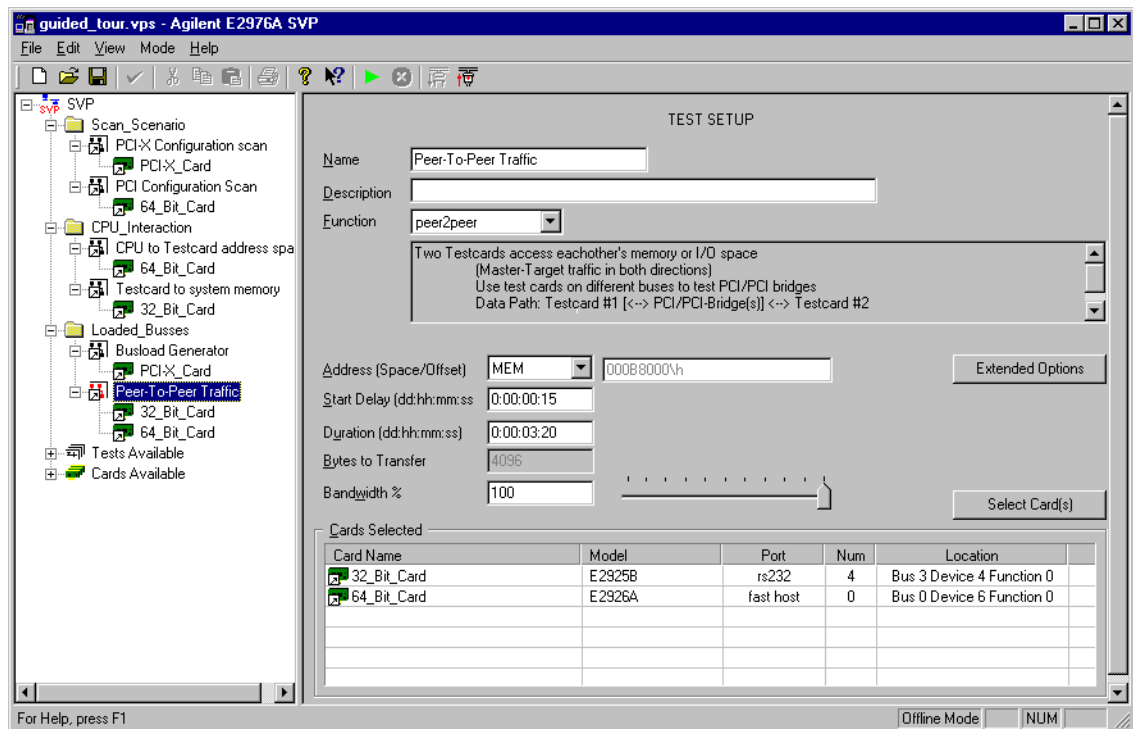 guided_tour.vps - Agilent E2976A SVP
File Edit View Mode Help
SVP
Scan_Scenario
PCI-X Configuration scan
PCI-X_Card
PCI Configuration Scan
64_Bit_Card
CPU_Interaction
CPU to Testcard address spa
64_Bit_Card
Testcard to system memory
32_Bit_Card
Loaded_Busses
Busload Generator
PCI-X_Card
Peer-To-Peer Traffic
32_Bit_Card
64_Bit_Card
Tests Available
Cards Available
TEST SETUP
Name Peer-To-Peer Traffic
Description
Function peer2peer
Two Testcards access eachother's memory or I/O space
(Master-Target traffic in both directions)
Use test cards on different buses to test PCI/PCI bridges
Data Path: Testcard #1 [<--> PCI/PCI-Bridge(s)] <--> Testcard #2
Address (Space/Offset) MEM 000B8000\h Extended Options
Start Delay (dd:hh:mm:ss 0:00:00:15
Duration (dd:hh:mm:ss) 0:00:03:20
Bytes to Transfer 4096
Bandwidth % 100
Select Card(s)
Cards Selected
Card Name Model Port Num Location
32_Bit_Card E2925B rs232 4 Bus 3 Device 4 Function 0
64_Bit_Card E2926A fast host 0 Bus 0 Device 6 Function 0
For Help, press F1 Offline Mode NUM